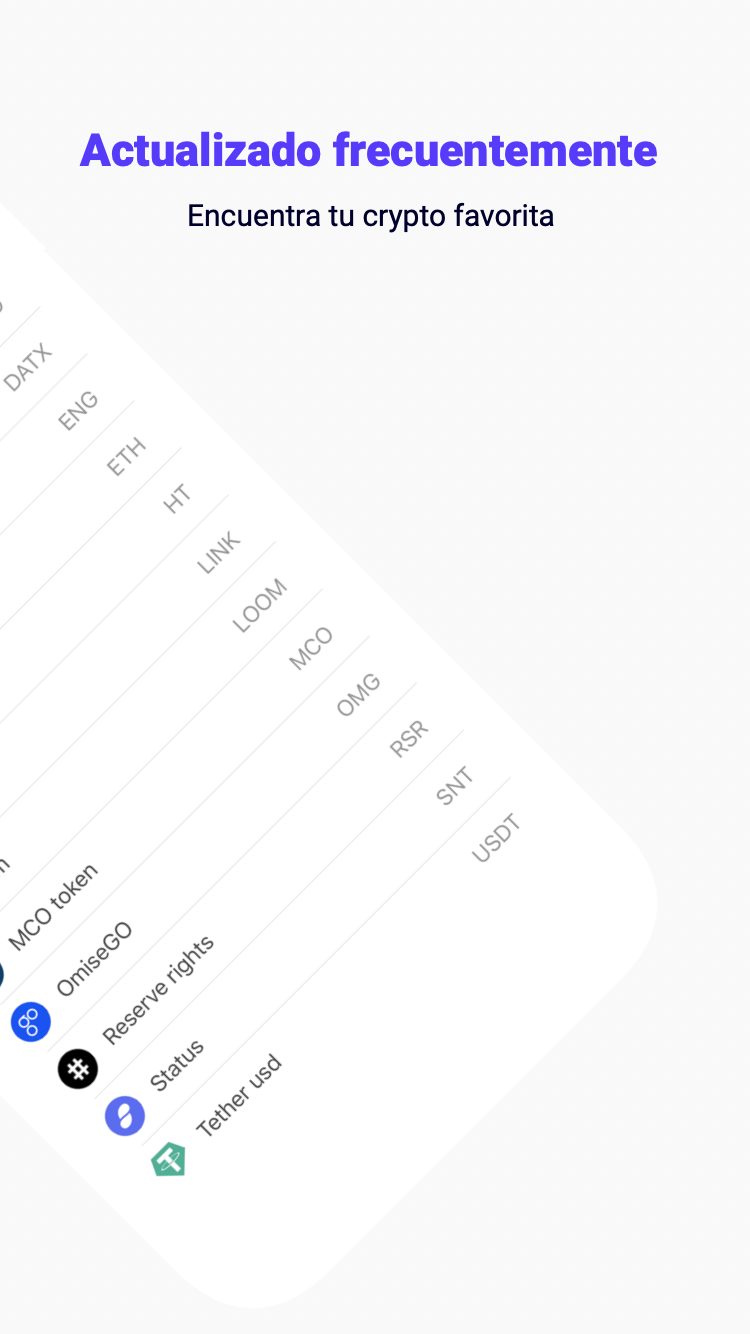 Actualizado frecuentemente
Encuentra tu crypto favorita
DATX
ENG
ETH
HT
LINK
LOOM
MCO token MCO
OmiseGO OMG
Reserve rights RSR
Status SNT
Tether usd USDT